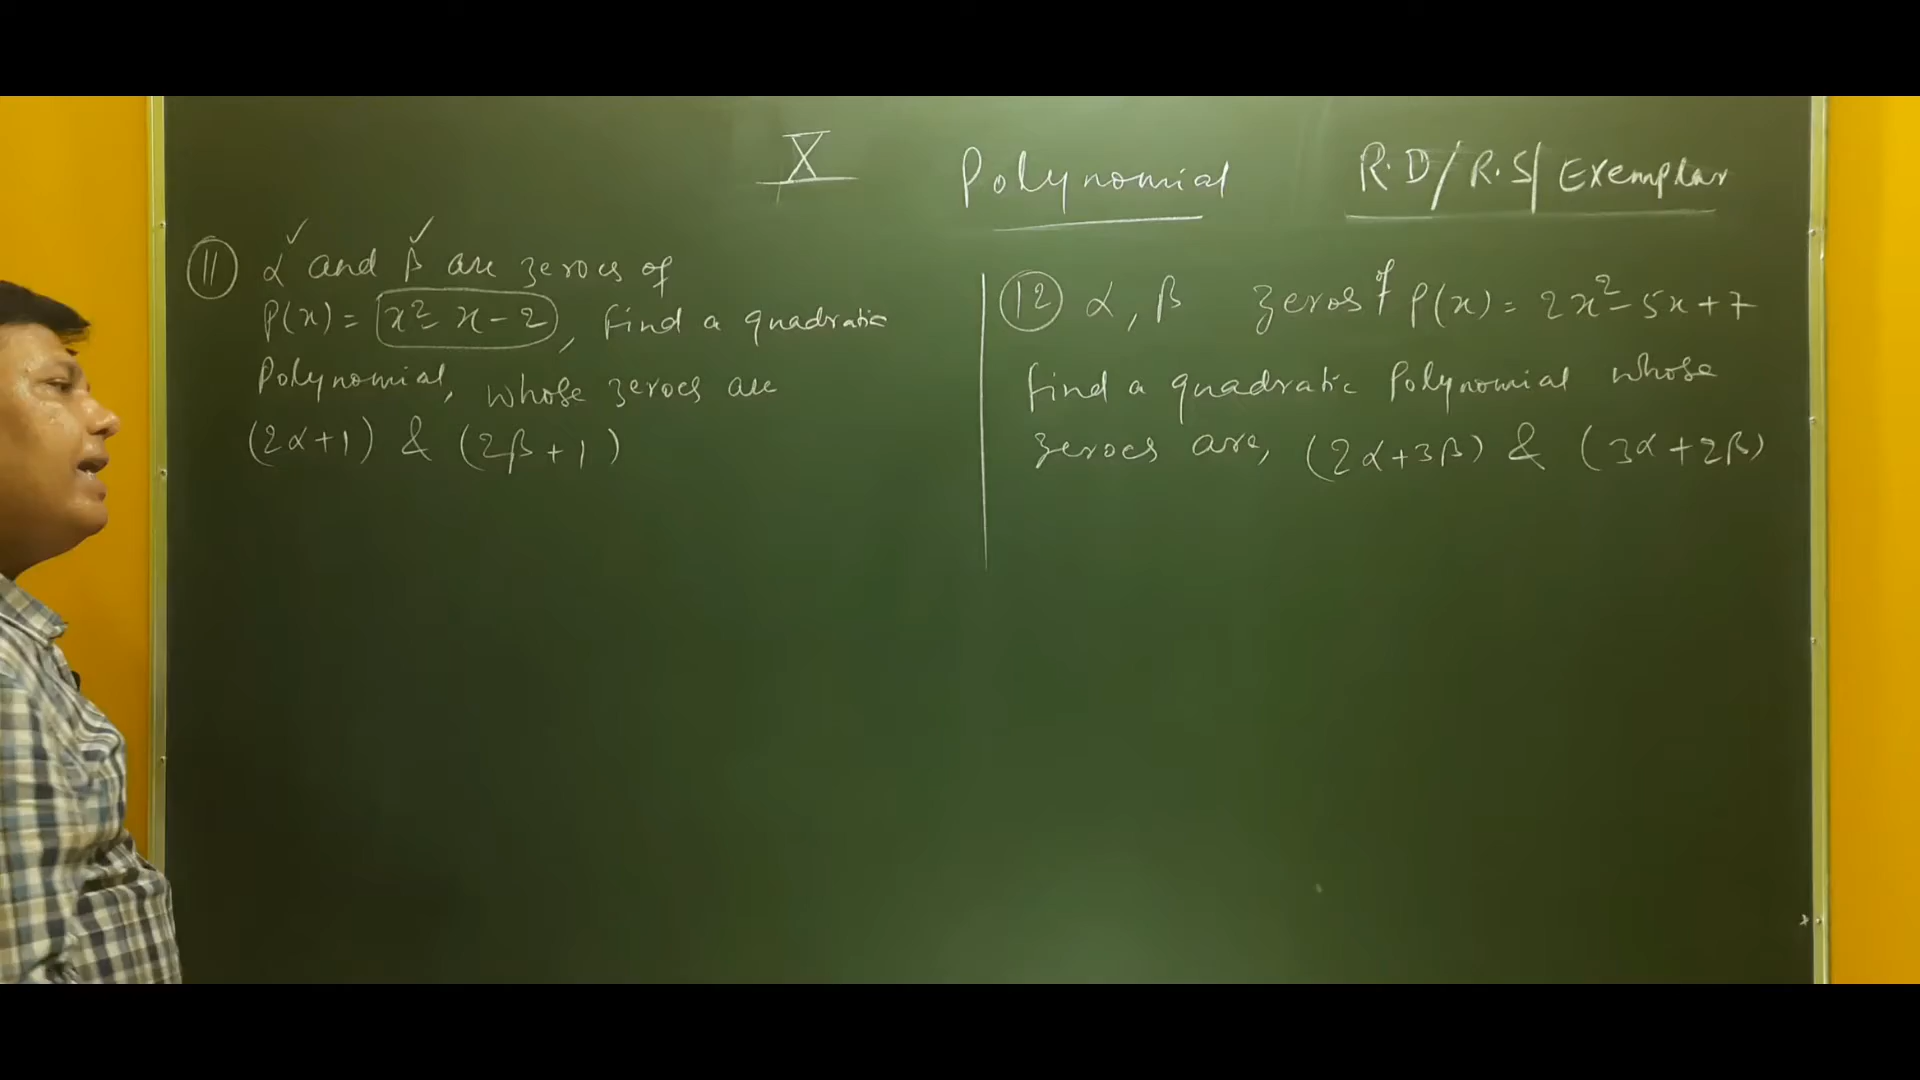 X Polynomial R.D/R.S/Exemplar
11 α and β are zeroes of
P(x) = x² - x - 2, find a quadratic
Polynomial, whose zeroes are
(2α+1) & (2β+1)
12 α, β zeros of P(x) = 2x² - 5x + 7
find a quadratic Polynomial whose
zeroes are, (2α+3β) & (3α+2β)